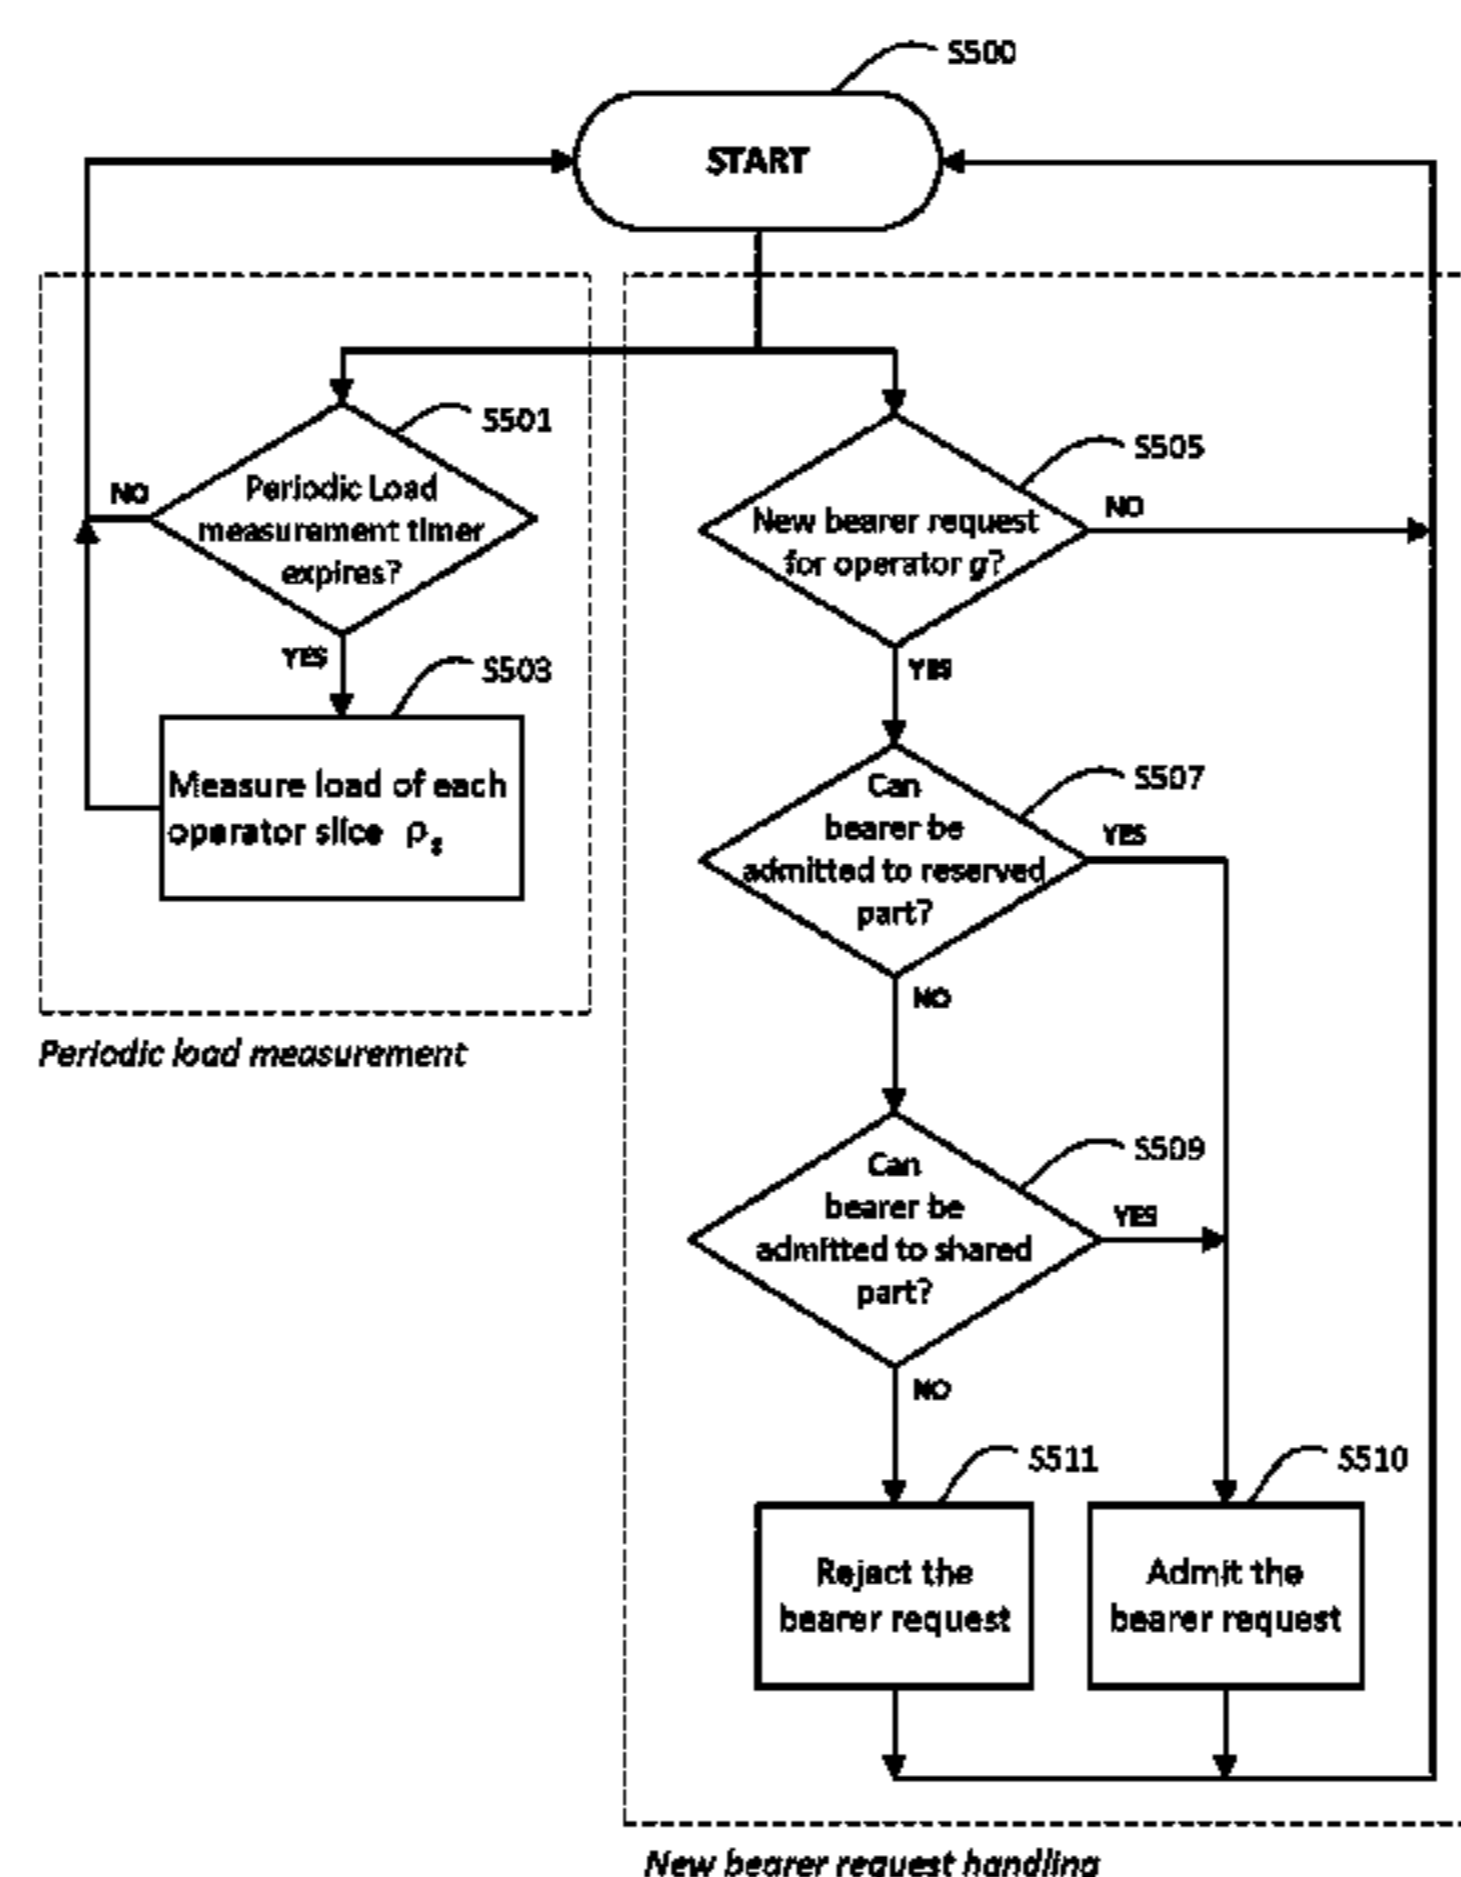 S500
START
S501
NO
Periodic Load
measurement timer
expires?
YES
S503
Measure load of each
operator slice ρg
Periodic load measurement
S505
New bearer request
for operator g?
NO
YES
S507
Can
bearer be
admitted to reserved
part?
YES
NO
S509
Can
bearer be
admitted to shared
part?
YES
NO
S511
Reject the
bearer request
S510
Admit the
bearer request
New bearer request handling